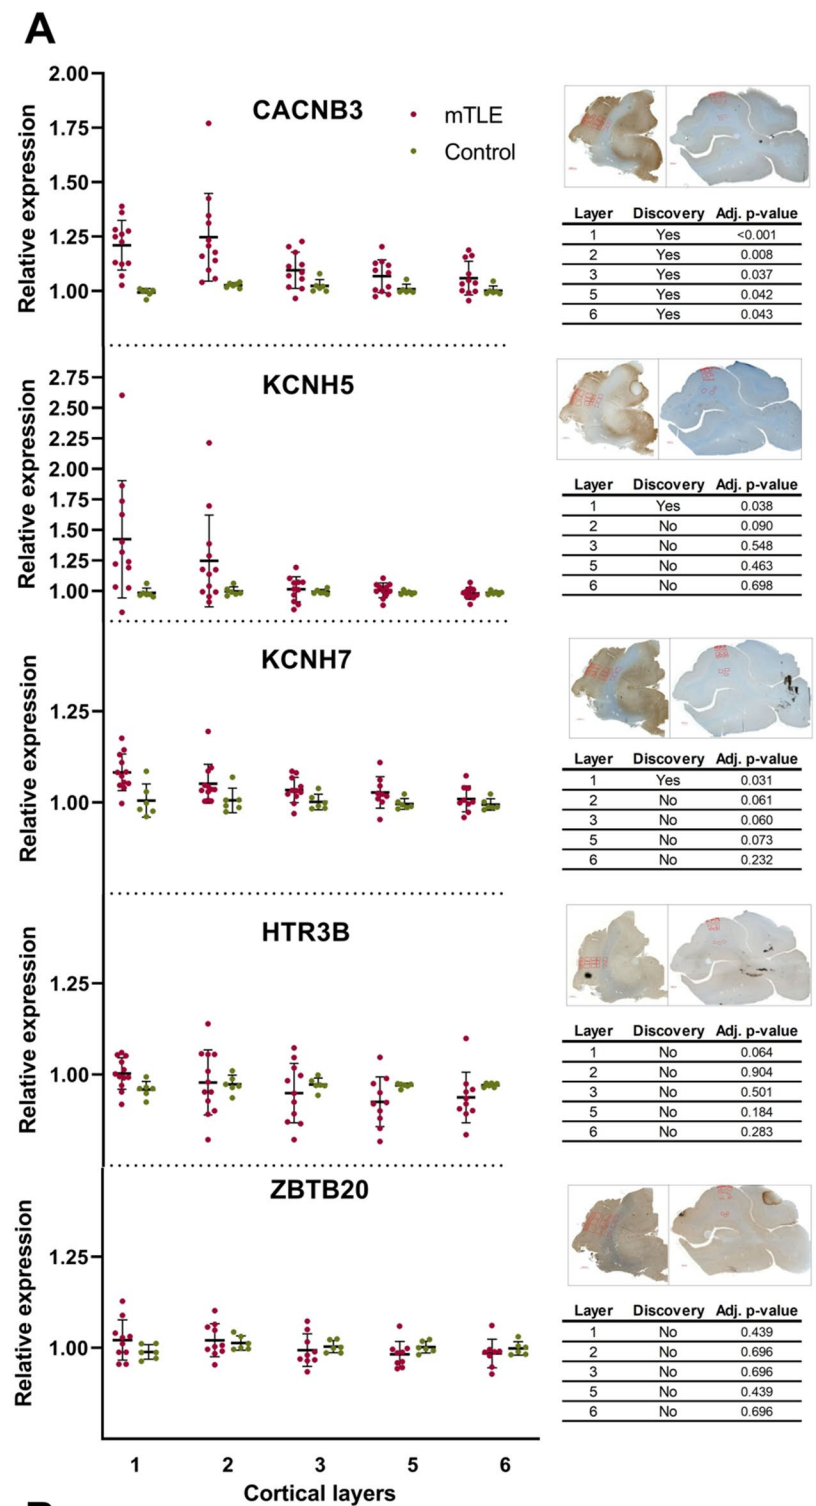 A
2.00
CACNB3
mTLE
Control
1.75
1.50
1.25
1.00
Relative expression
Layer Discovery Adj. p-value
1 Yes <0.001
2 Yes 0.008
3 Yes 0.037
5 Yes 0.042
6 Yes 0.043
KCNH5
2.75
2.50
2.25
2.00
1.75
1.50
1.25
1.00
Relative expression
Layer Discovery Adj. p-value
1 Yes 0.038
2 No 0.090
3 No 0.548
5 No 0.463
6 No 0.698
KCNH7
1.25
1.00
Relative expression
Layer Discovery Adj. p-value
1 Yes 0.031
2 No 0.061
3 No 0.060
5 No 0.073
6 No 0.232
HTR3B
1.25
1.00
Relative expression
Layer Discovery Adj. p-value
1 No 0.064
2 No 0.904
3 No 0.501
5 No 0.184
6 No 0.283
ZBTB20
1.25
1.00
Relative expression
Layer Discovery Adj. p-value
1 No 0.439
2 No 0.696
3 No 0.696
5 No 0.439
6 No 0.696
1 2 3 5 6
Cortical layers